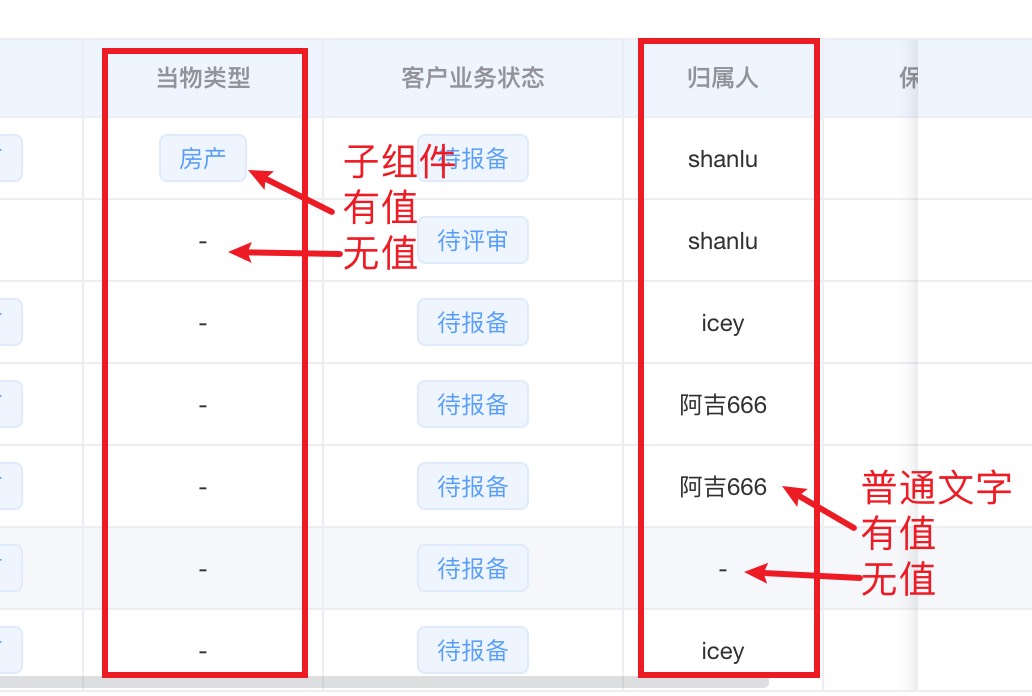 当物类型 客户业务状态 归属人 保
房产 待报备 shanlu
子组件
有值
无值
- 待评审 shanlu
- 待报备 icey
- 待报备 阿吉666
- 待报备 阿吉666
普通文字
有值
无值
- 待报备 -
- 待报备 icey